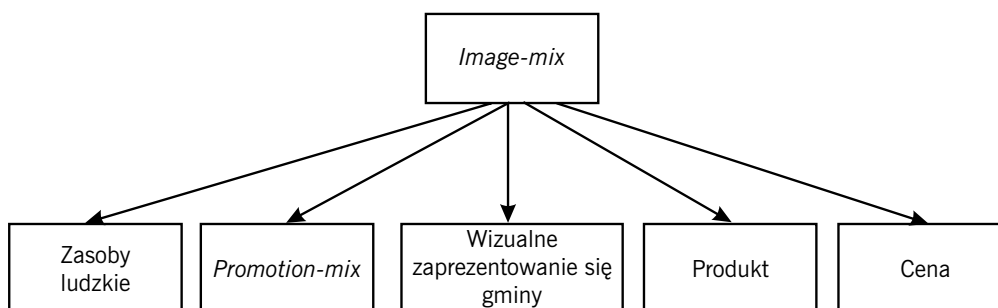 Image-mix
Zasoby
ludzkie
Promotion-mix
Wizualne
zaprezentowanie się
gminy
Produkt
Cena